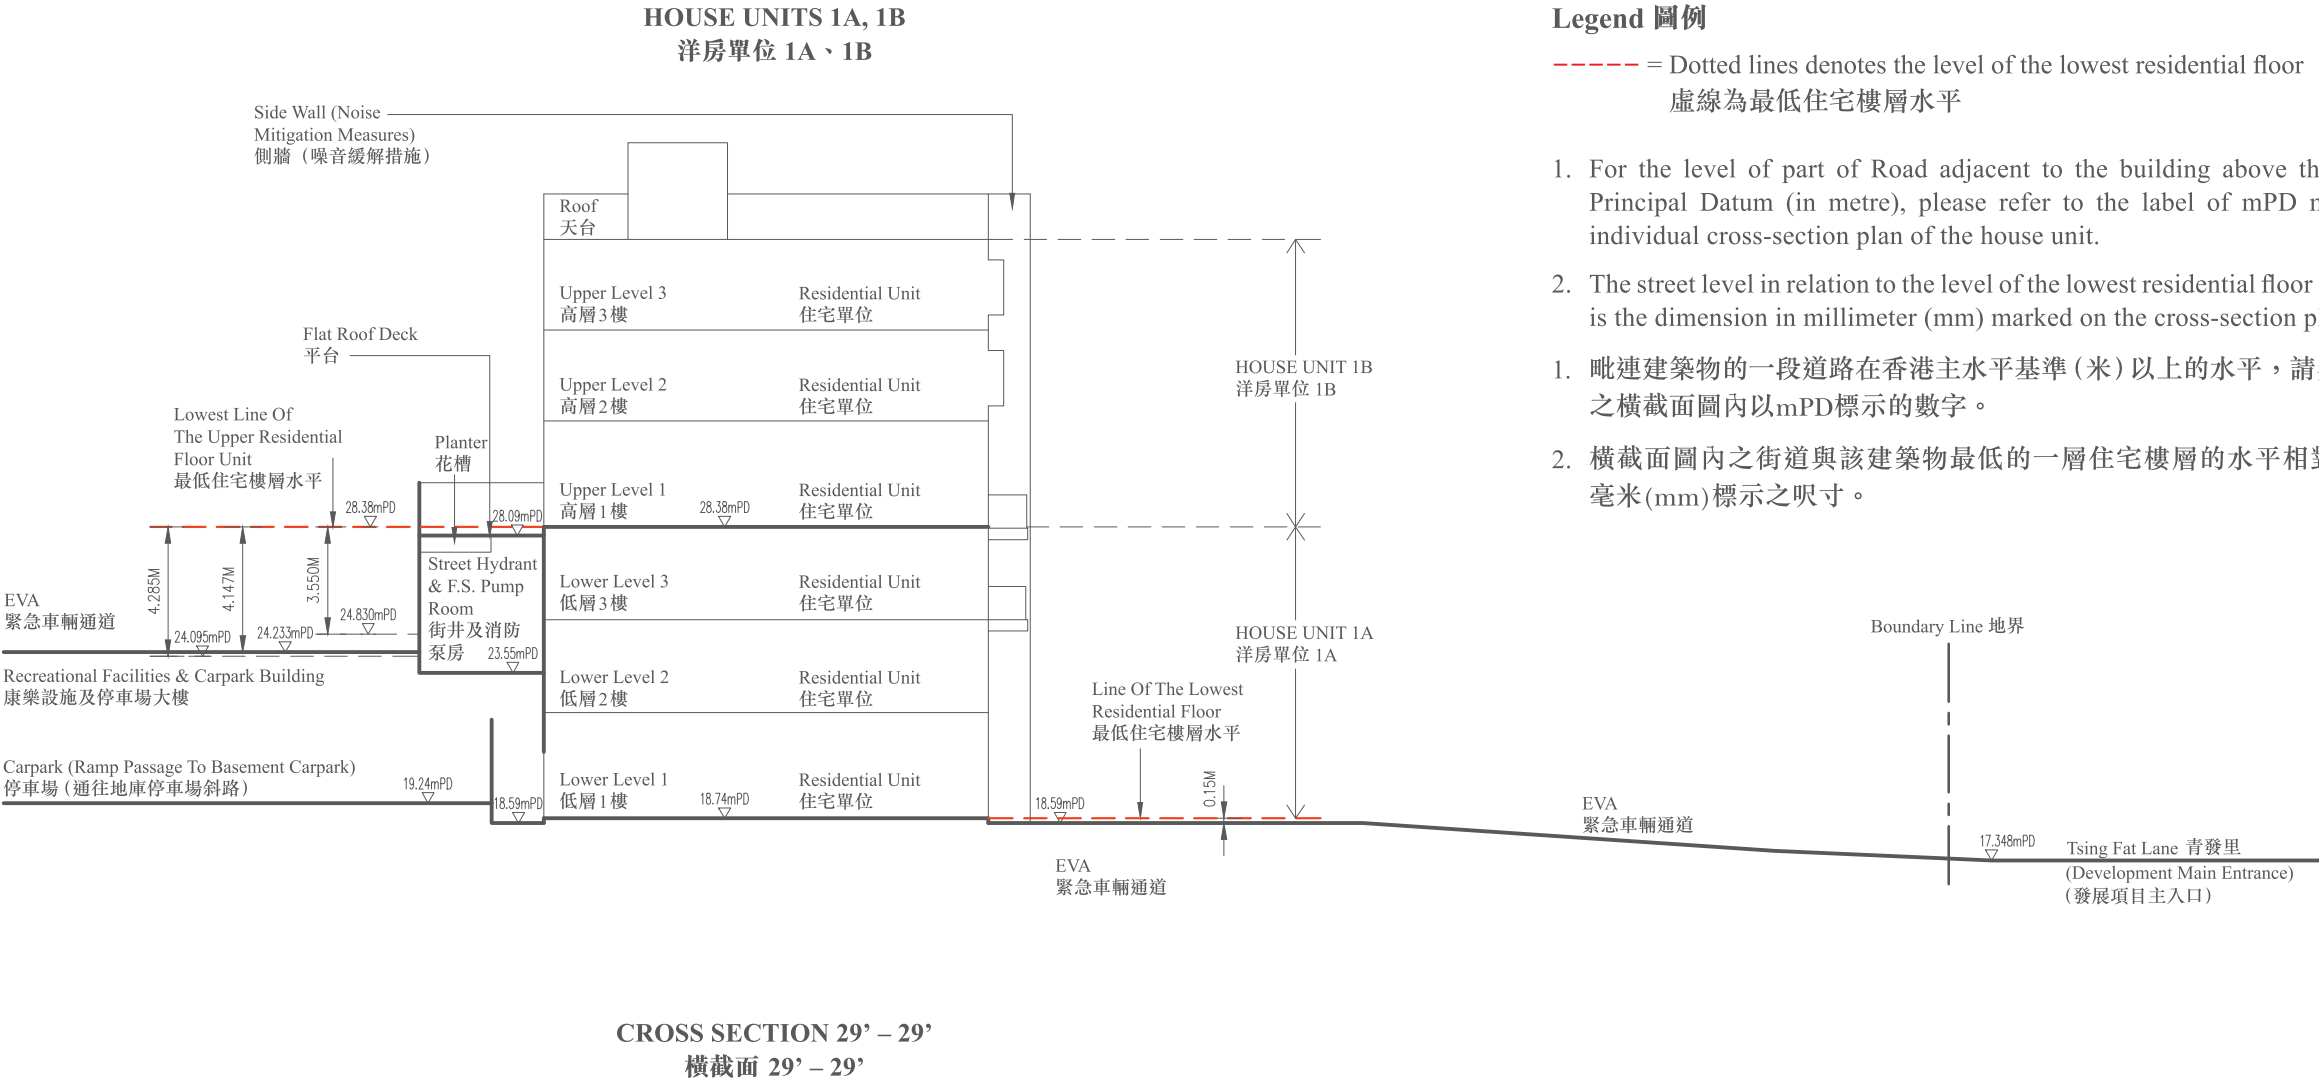 HOUSE UNITS 1A, 1B
洋房單位 1A、1B
Side Wall (Noise
Mitigation Measures)
側牆（噪音緩解措施）
Roof
天台
Upper Level 3
高層3樓
Residential Unit
住宅單位
Flat Roof Deck
平台
Upper Level 2
高層2樓
Residential Unit
住宅單位
HOUSE UNIT 1B
洋房單位 1B
Lowest Line Of
The Upper Residential
Floor Unit
最低住宅樓層水平
Planter
花槽
Upper Level 1
高層1樓
28.38mPD
Residential Unit
住宅單位
28.38mPD
28.09mPD
4.285M
4.147M
3.550M
Street Hydrant
& F.S. Pump
Room
街井及消防
泵房
23.55mPD
Lower Level 3
低層3樓
Residential Unit
住宅單位
EVA
緊急車輛通道
24.095mPD
24.233mPD
24.830mPD
HOUSE UNIT 1A
洋房單位 1A
Recreational Facilities & Carpark Building
康樂設施及停車場大樓
Lower Level 2
低層2樓
Residential Unit
住宅單位
Line Of The Lowest
Residential Floor
最低住宅樓層水平
Carpark (Ramp Passage To Basement Carpark)
停車場（通往地庫停車場斜路）
19.24mPD
18.59mPD
Lower Level 1
低層1樓
18.74mPD
Residential Unit
住宅單位
18.59mPD
0.15M
EVA
緊急車輛通道
EVA
緊急車輛通道
Boundary Line 地界
17.348mPD
Tsing Fat Lane 青發里
(Development Main Entrance)
（發展項目主入口）
CROSS SECTION 29’ – 29’
橫截面 29’ – 29’
Legend 圖例
= Dotted lines denotes the level of the lowest residential floor
虛線為最低住宅樓層水平
1. For the level of part of Road adjacent to the building above
Principal Datum (in metre), please refer to the label of mPD
individual cross-section plan of the house unit.
2. The street level in relation to the level of the lowest residential floor
is the dimension in millimeter (mm) marked on the cross-section
1. 毗連建築物的一段道路在香港主水平基準（米）以上的水平，請
之橫截面圖內以mPD標示的數字。
2. 橫截面圖內之街道與該建築物最低的一層住宅樓層的水平相
毫米(mm)標示之呎寸。